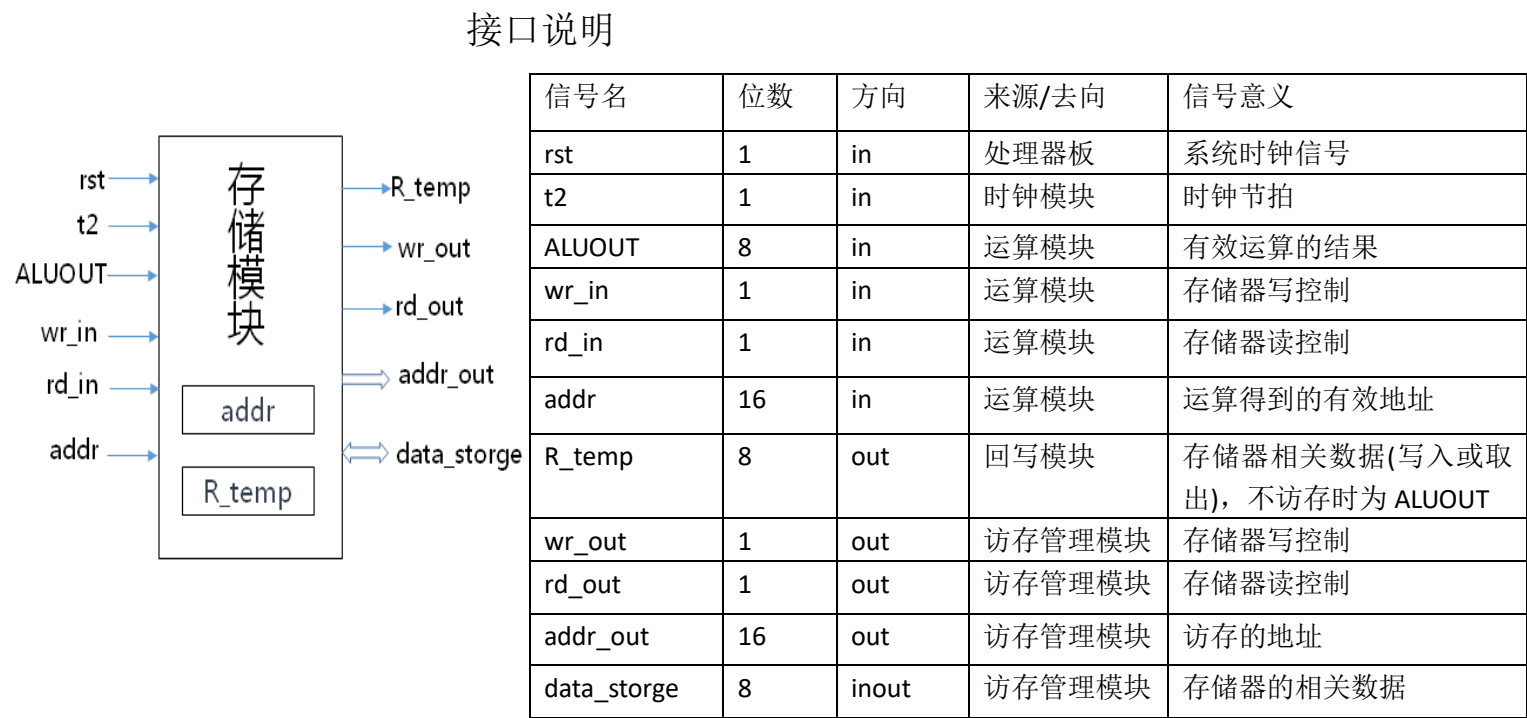 接口说明
rst
t2
ALUOUT
wr_in
rd_in
addr
存储模块
addr
R_temp
R_temp
wr_out
rd_out
addr_out
data_storge
信号名 位数 方向 来源/去向 信号意义
rst 1 in 处理器板 系统时钟信号
t2 1 in 时钟模块 时钟节拍
ALUOUT 8 in 运算模块 有效运算的结果
wr_in 1 in 运算模块 存储器写控制
rd_in 1 in 运算模块 存储器读控制
addr 16 in 运算模块 运算得到的有效地址
R_temp 8 out 回写模块 存储器相关数据(写入或取
出)，不访存时为 ALUOUT
wr_out 1 out 访存管理模块 存储器写控制
rd_out 1 out 访存管理模块 存储器读控制
addr_out 16 out 访存管理模块 访存的地址
data_storge 8 inout 访存管理模块 存储器的相关数据